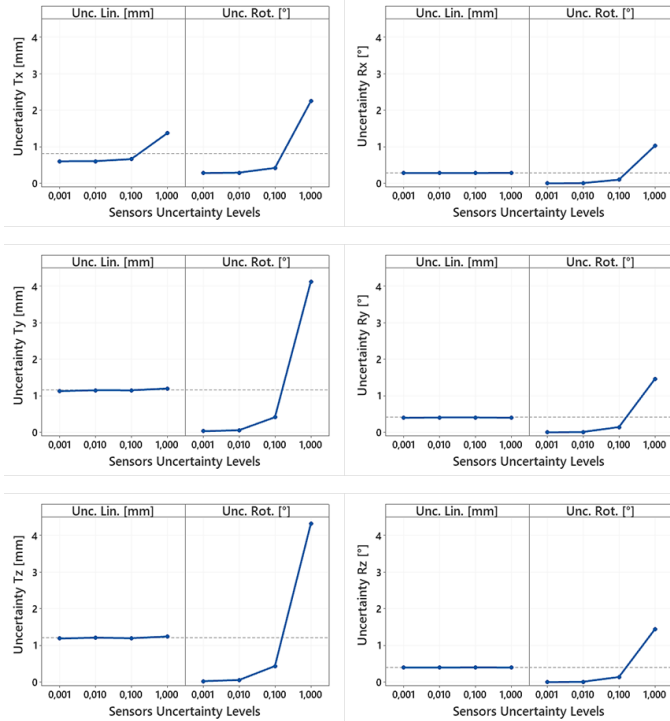 Unc. Lin. [mm] Unc. Rot. [°]
Uncertainty Tx [mm]
4
3
2
1
0
0,001 0,010 0,100 1,000 0,001 0,010 0,100 1,000
Sensors Uncertainty Levels
Unc. Lin. [mm] Unc. Rot. [°]
Uncertainty Rx [°]
4
3
2
1
0
0,001 0,010 0,100 1,000 0,001 0,010 0,100 1,000
Sensors Uncertainty Levels
Unc. Lin. [mm] Unc. Rot. [°]
Uncertainty Ty [mm]
4
3
2
1
0
0,001 0,010 0,100 1,000 0,001 0,010 0,100 1,000
Sensors Uncertainty Levels
Unc. Lin. [mm] Unc. Rot. [°]
Uncertainty Ry [°]
4
3
2
1
0
0,001 0,010 0,100 1,000 0,001 0,010 0,100 1,000
Sensors Uncertainty Levels
Unc. Lin. [mm] Unc. Rot. [°]
Uncertainty Tz [mm]
4
3
2
1
0
0,001 0,010 0,100 1,000 0,001 0,010 0,100 1,000
Sensors Uncertainty Levels
Unc. Lin. [mm] Unc. Rot. [°]
Uncertainty Rz [°]
4
3
2
1
0
0,001 0,010 0,100 1,000 0,001 0,010 0,100 1,000
Sensors Uncertainty Levels